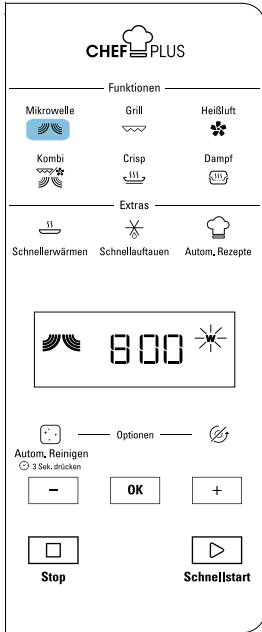 CHEF PLUS
Funktionen
Mikrowelle Grill Heißluft
Kombi Crisp Dampf
Extras
Schnellerwärmen Schnellauftauen Autom. Rezepte
800 W
Optionen
Autom. Reinigen
3 Sek. drücken
− OK +
Stop Schnellstart